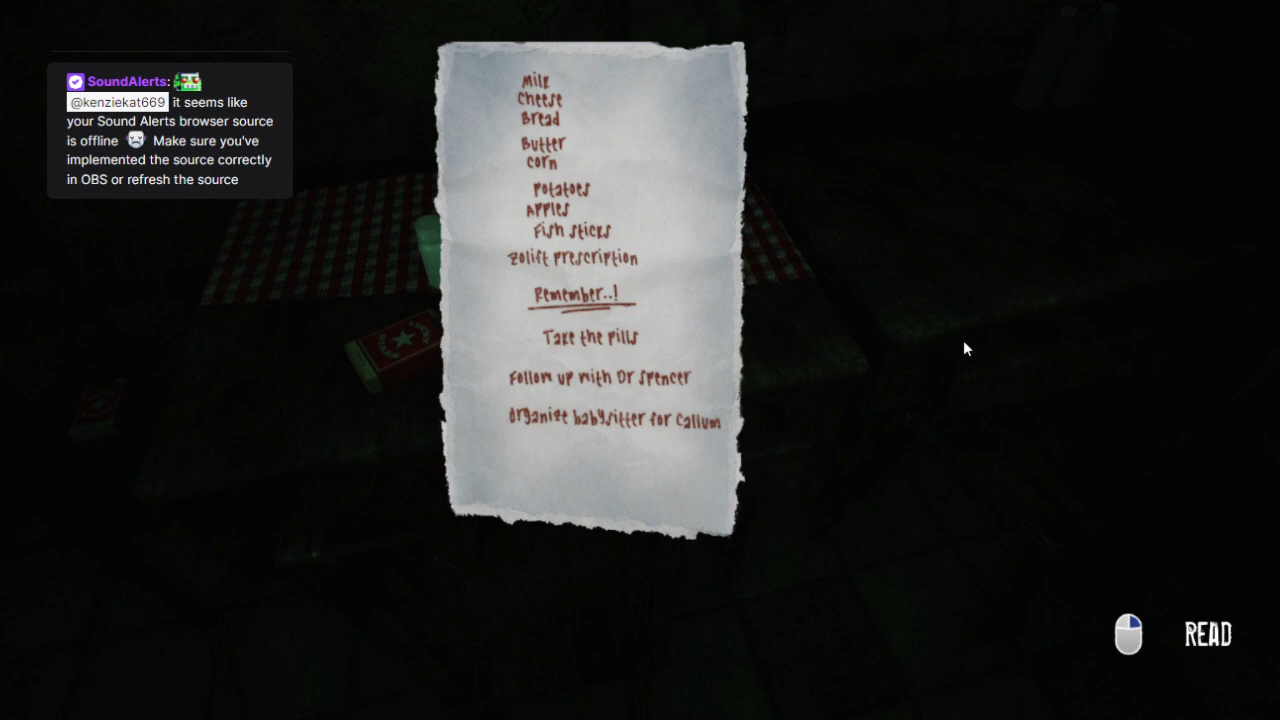 SoundAlerts:
@kenziekat669 it seems like
your Sound Alerts browser source
is offline Make sure you've
implemented the source correctly
in OBS or refresh the source
Milk
Cheese
Bread
Butter
Corn
Potatoes
Apples
Fish sticks
Zolift prescription
Remember..!
Take the pills
Follow up with Dr Spencer
Organize babysitter for Callum
READ